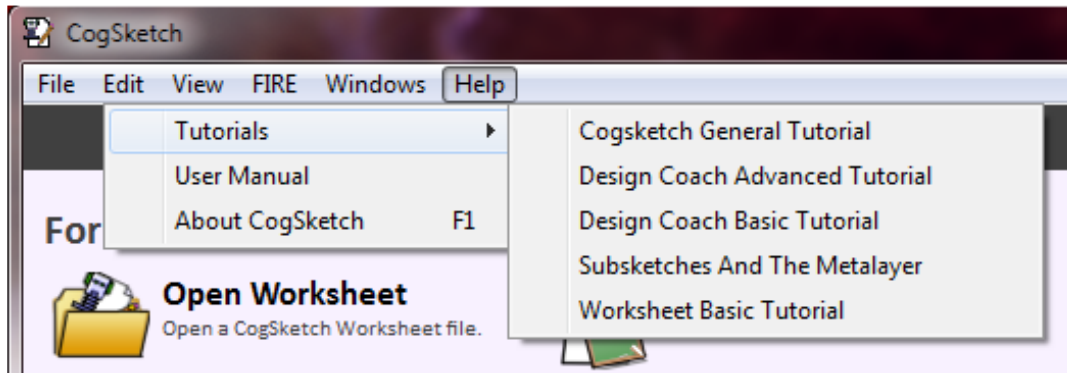 CogSketch
File Edit View FIRE Windows Help
Tutorials
User Manual
About CogSketch F1
Cogsketch General Tutorial
Design Coach Advanced Tutorial
Design Coach Basic Tutorial
Subsketches And The Metalayer
Worksheet Basic Tutorial
For
Open Worksheet
Open a CogSketch Worksheet file.